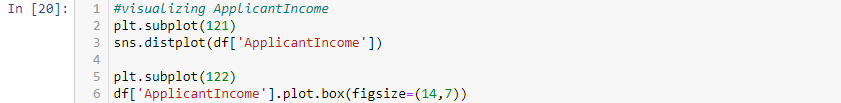 In [20]:
1 #visualizing ApplicantIncome
2 plt.subplot(121)
3 sns.distplot(df['ApplicantIncome'])
4
5 plt.subplot(122)
6 df['ApplicantIncome'].plot.box(figsize=(14,7))